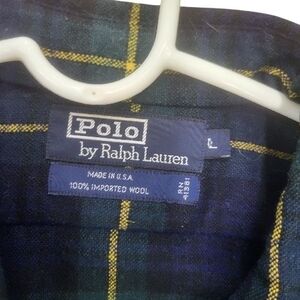 Polo
by Ralph Lauren
MADE IN U.S.A.
100% IMPORTED WOOL
RN 41381